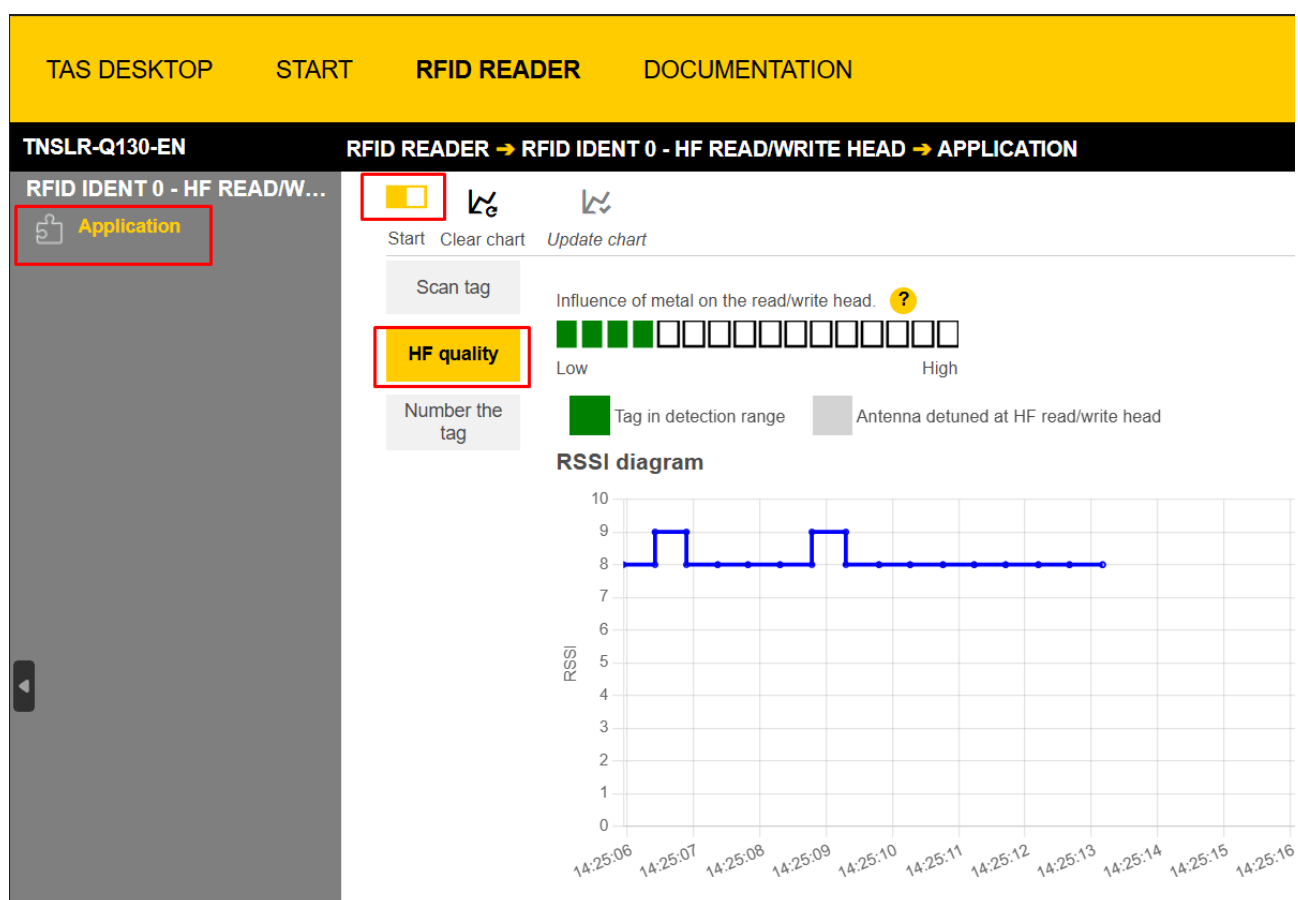 TAS DESKTOP START RFID READER DOCUMENTATION
TNSLR-Q130-EN RFID READER ➔ RFID IDENT 0 - HF READ/WRITE HEAD ➔ APPLICATION
RFID IDENT 0 - HF READ/W...
Application
Start Clear chart Update chart
Scan tag
HF quality
Number the
tag
Influence of metal on the read/write head. ?
Low High
Tag in detection range Antenna detuned at HF read/write head
RSSI diagram
10
9
8
7
6
5
4
3
2
1
0
RSSI
14:25:06 14:25:07 14:25:08 14:25:09 14:25:10 14:25:11 14:25:12 14:25:13 14:25:14 14:25:15 14:25:16